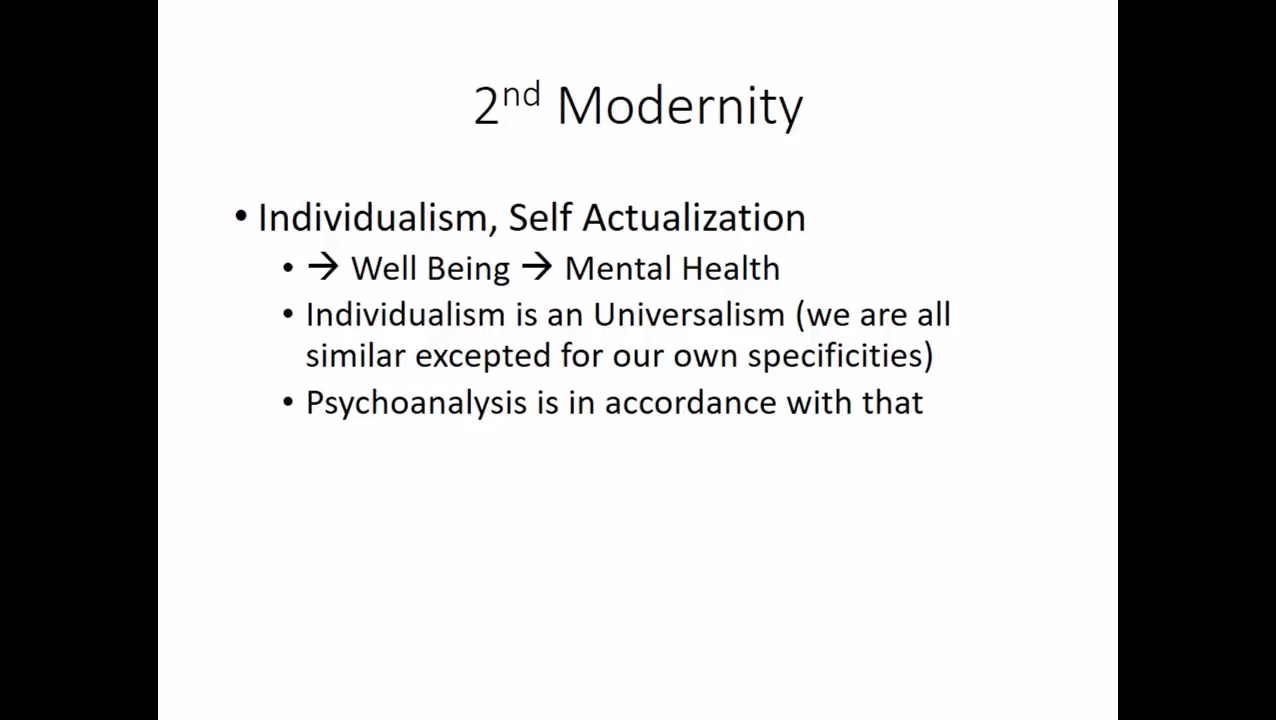 2nd Modernity
• Individualism, Self Actualization
• → Well Being → Mental Health
• Individualism is an Universalism (we are all
similar excepted for our own specificities)
• Psychoanalysis is in accordance with that